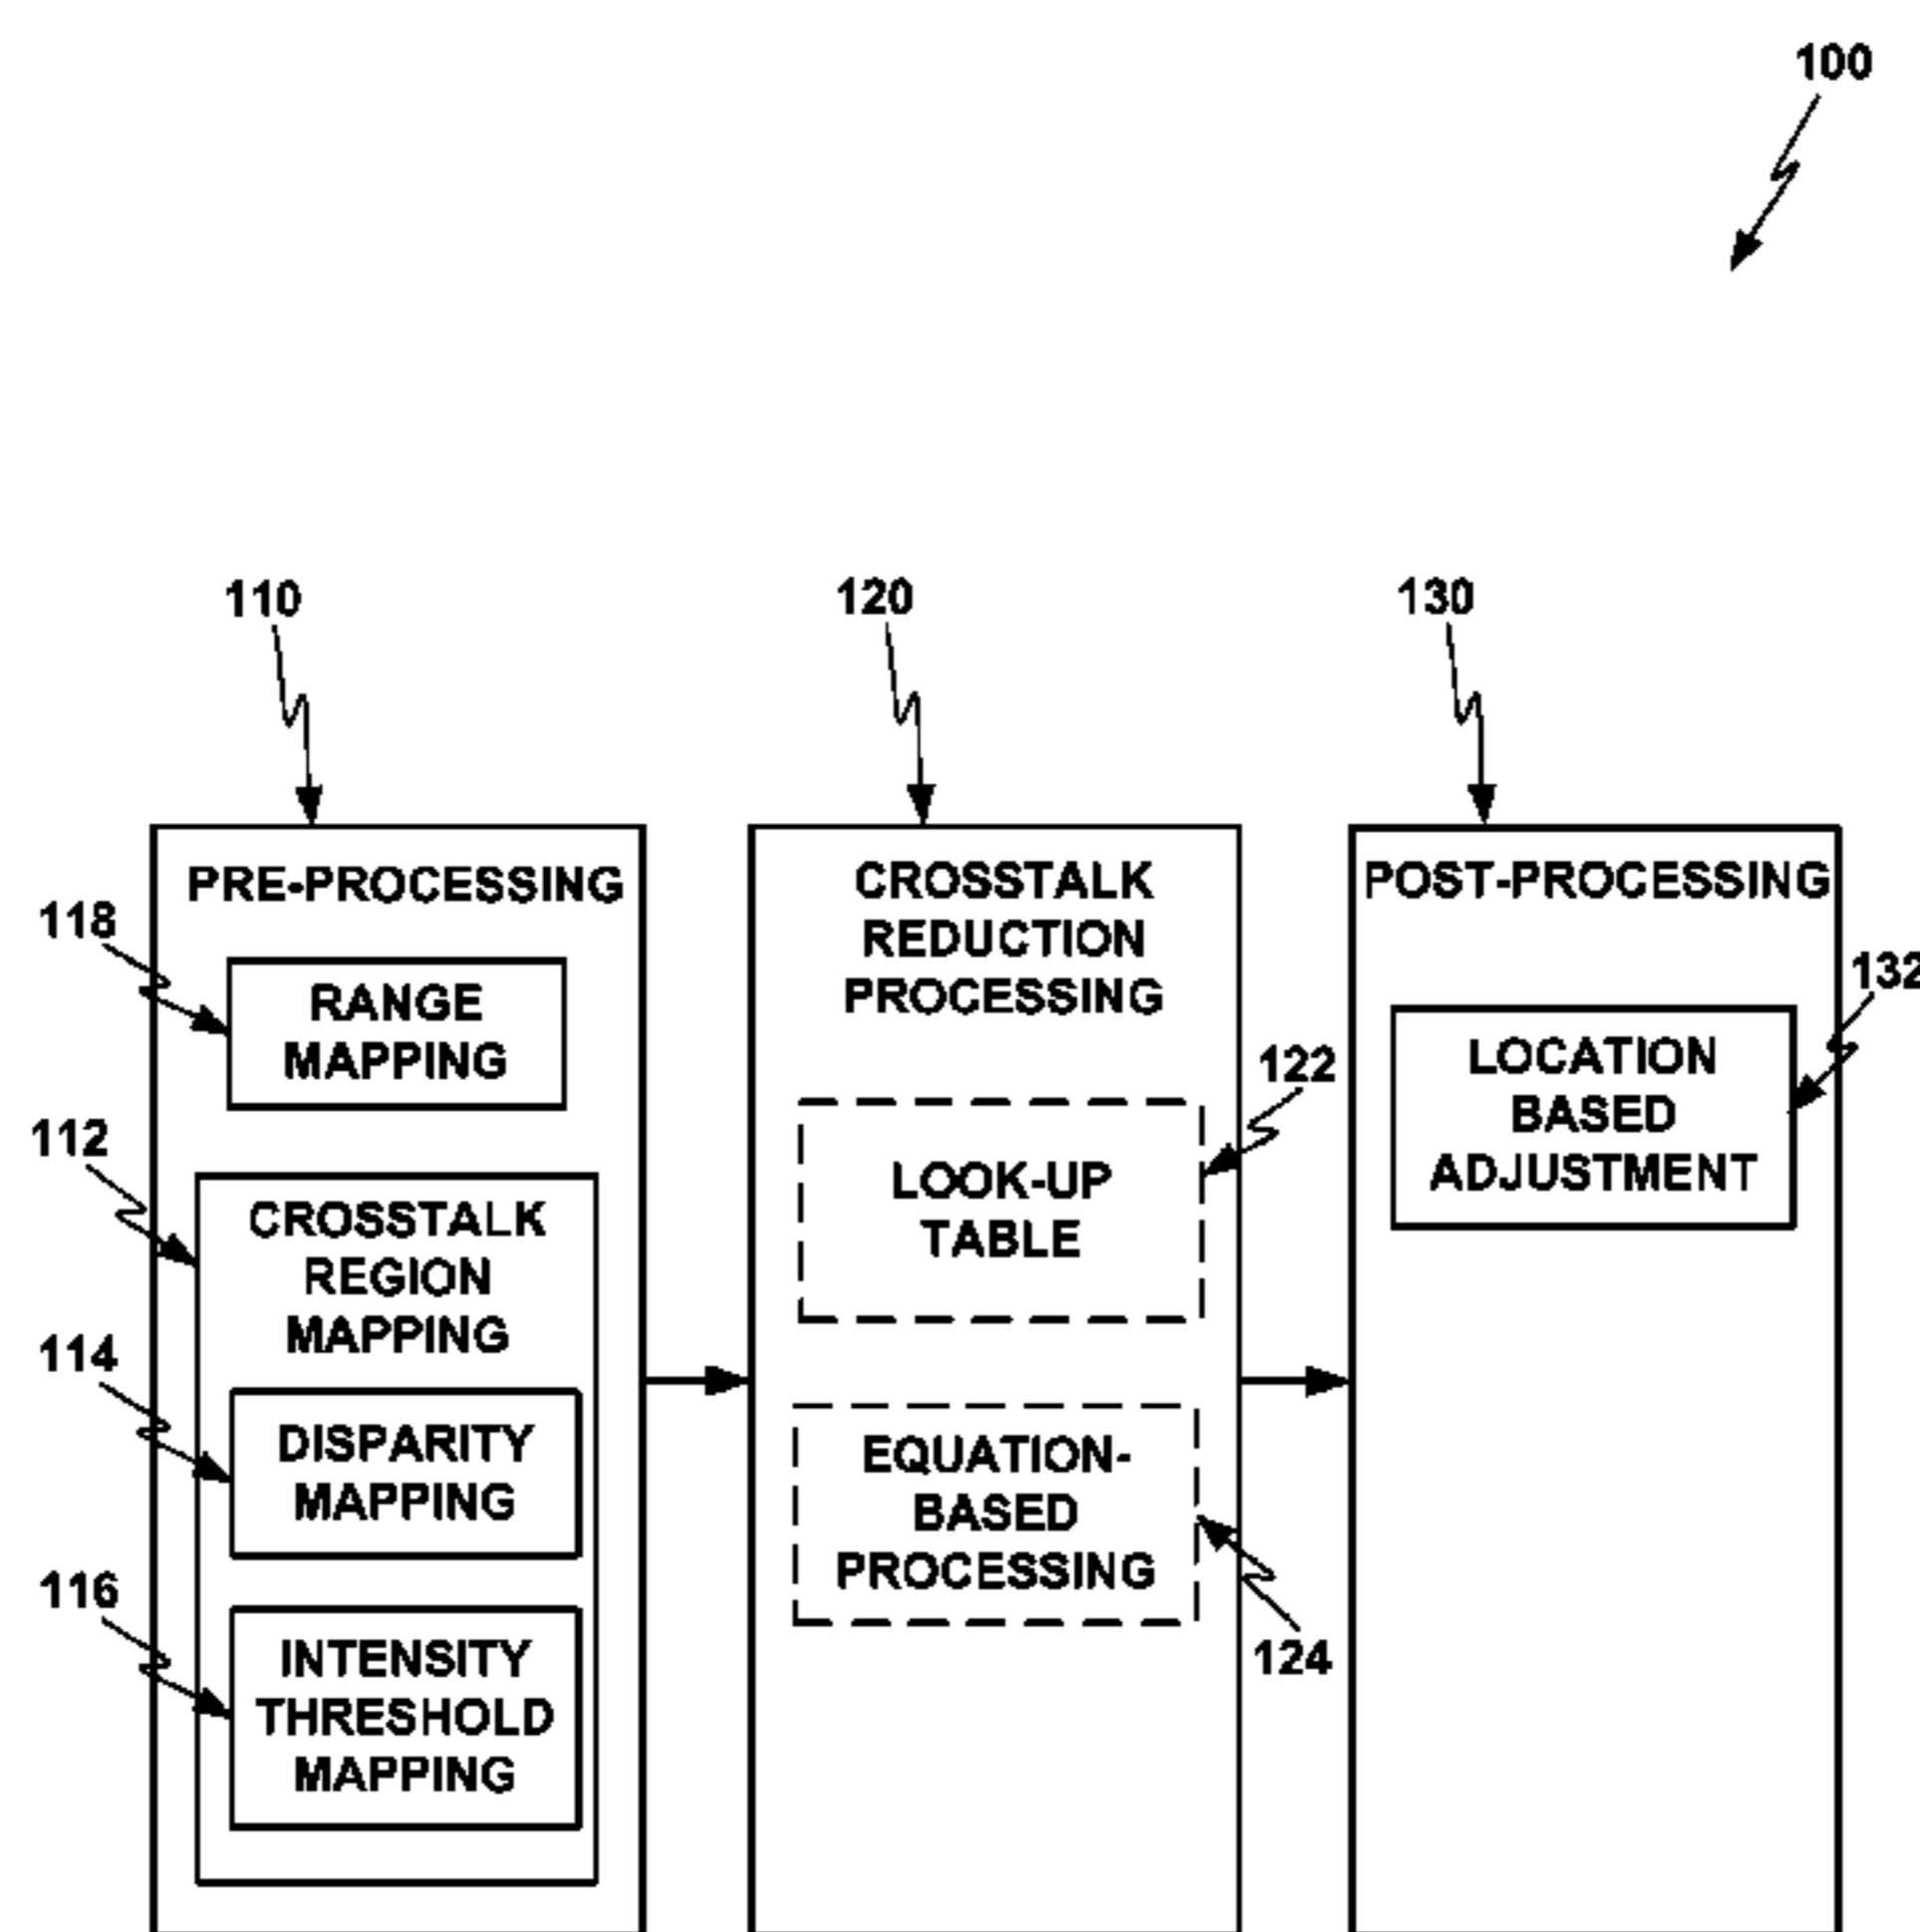 100
110
120
130
PRE-PROCESSING
118
RANGE
MAPPING
112
CROSSTALK
REGION
MAPPING
114
DISPARITY
MAPPING
116
INTENSITY
THRESHOLD
MAPPING
CROSSTALK
REDUCTION
PROCESSING
122
LOOK-UP
TABLE
EQUATION-
BASED
PROCESSING
124
POST-PROCESSING
132
LOCATION
BASED
ADJUSTMENT